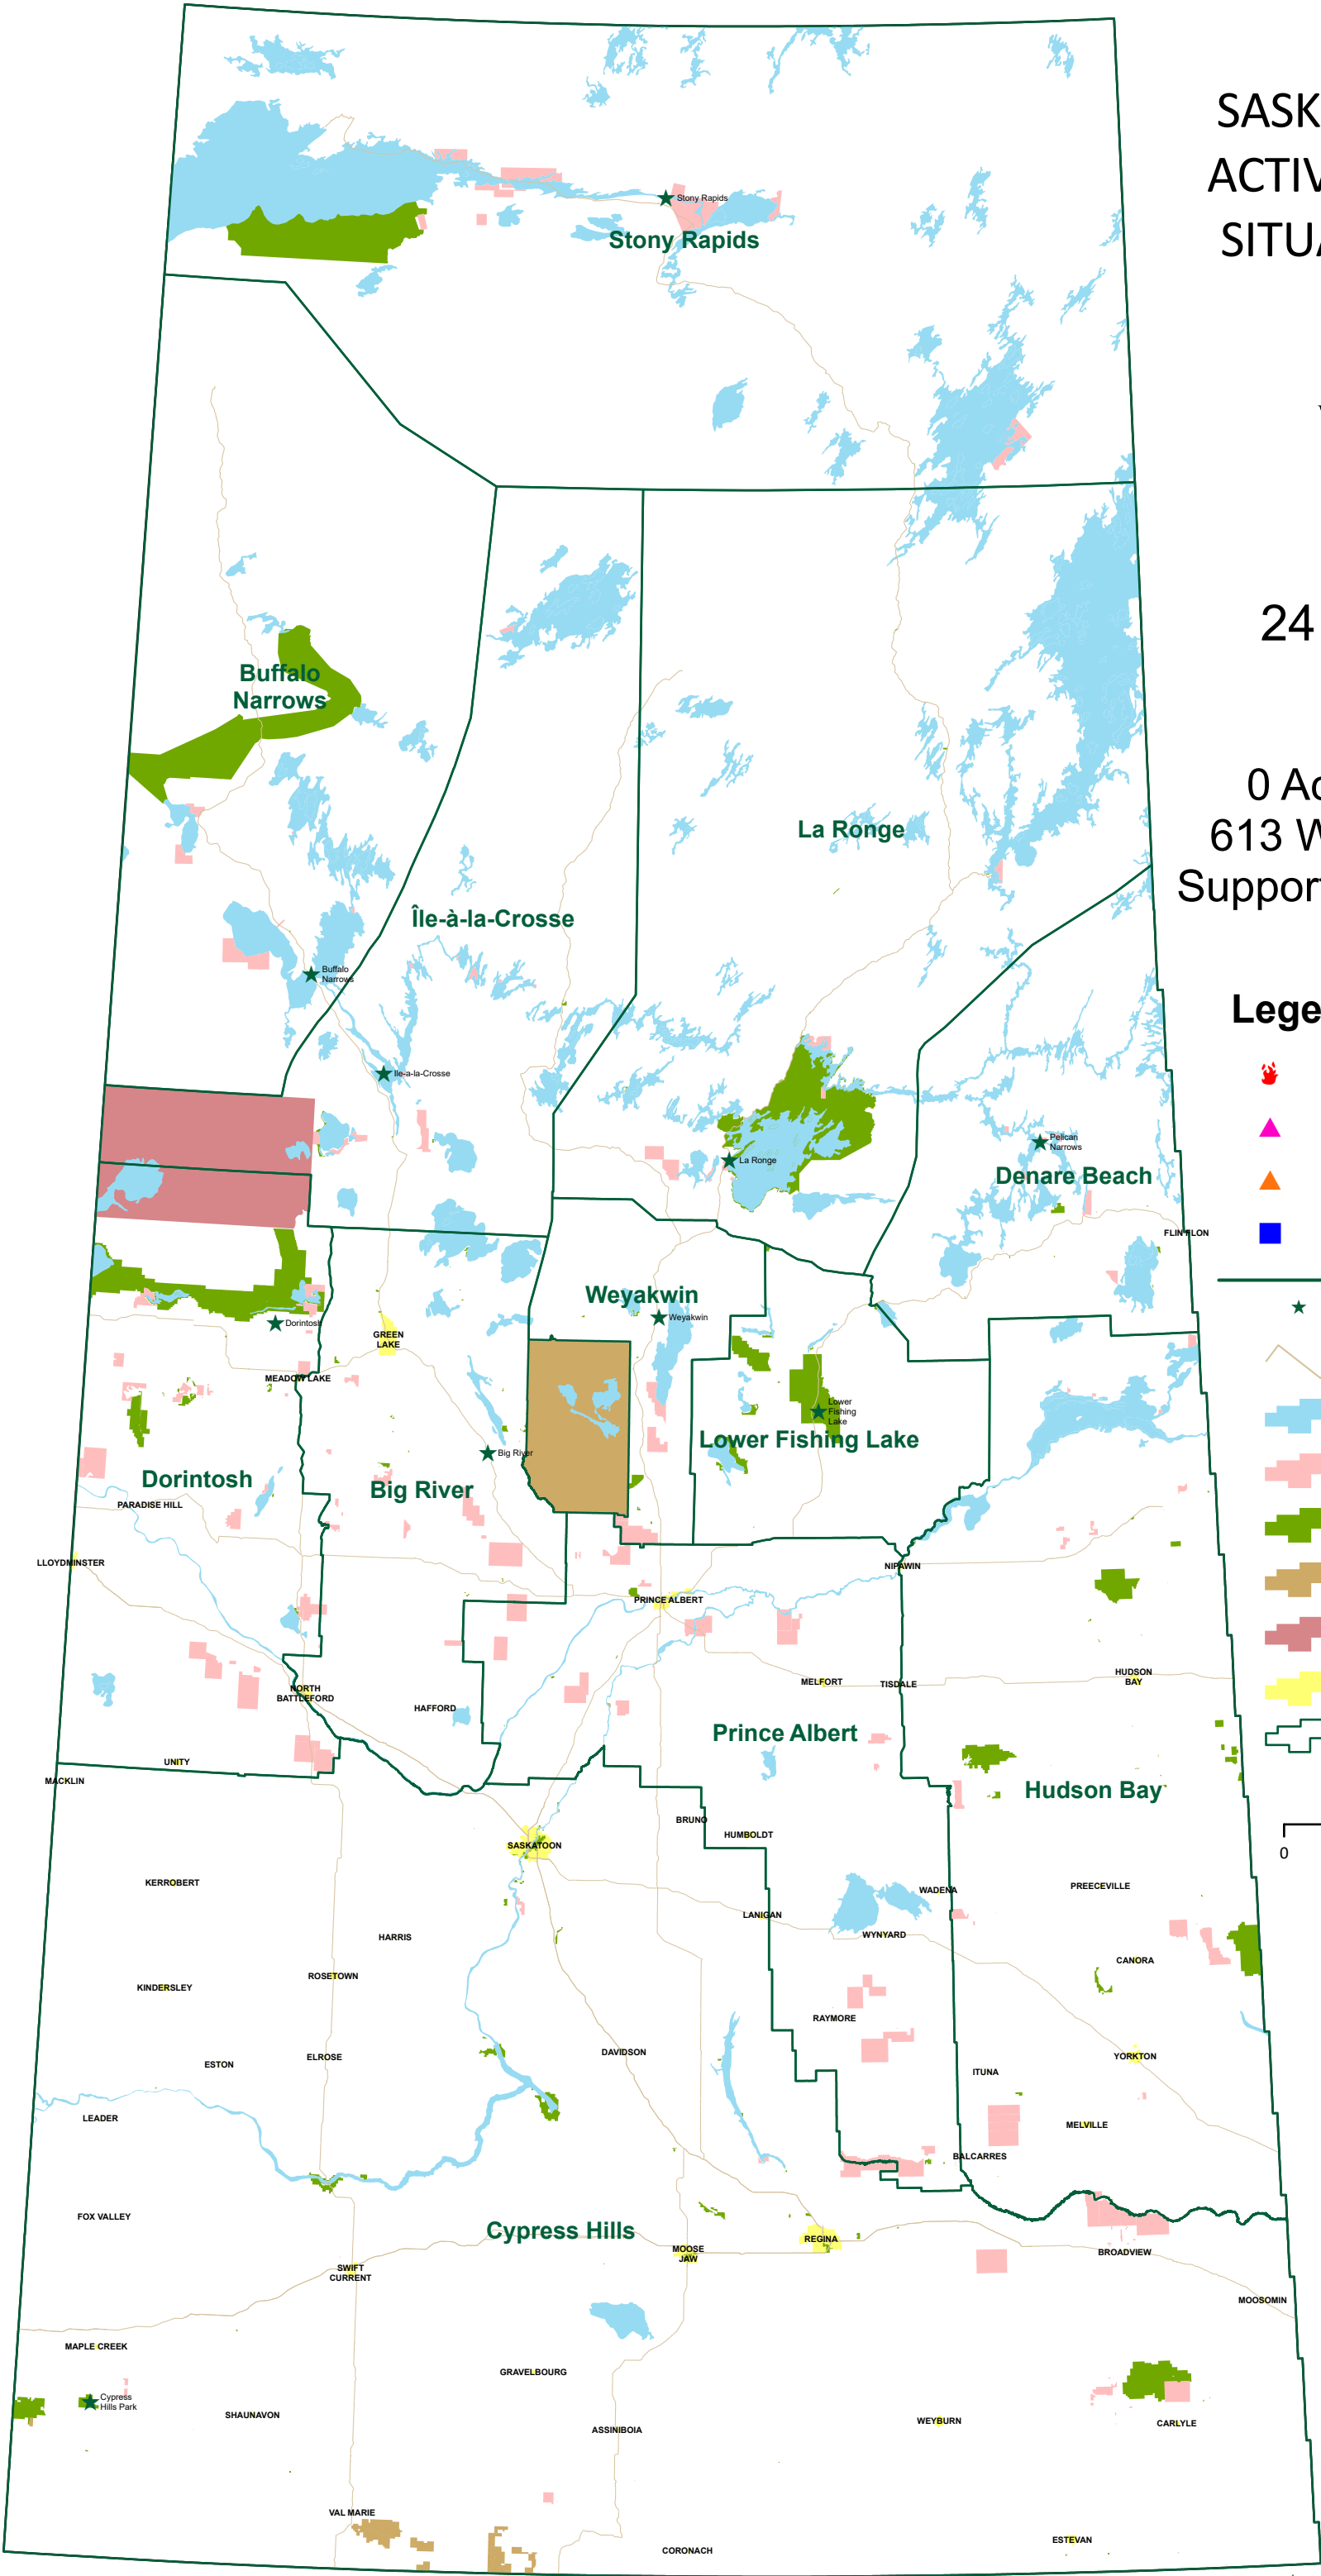 SASK
ACTIV
SITUA
Stony Rapids
Stony Rapids
24
Buffalo
Narrows
0 Ac
613 W
Support
La Ronge
Île-à-la-Crosse
Buffalo
Narrows
Ile-a-la-Crosse
Lege
La Ronge
Pelican
Narrows
Denare Beach
FLIN FLON
Weyakwin
Weyakwin
Dorintosh
GREEN
LAKE
MEADOW LAKE
Lower
Fishing
Lake
Lower Fishing Lake
Big River
Dorintosh
Big River
PARADISE HILL
LLOYDMINSTER
NIPAWIN
PRINCE ALBERT
MELFORT
TISDALE
HUDSON
BAY
NORTH
BATTLEFORD
HAFFORD
Prince Albert
UNITY
MACKLIN
Hudson Bay
BRUNO
HUMBOLDT
SASKATOON
0
KERROBERT
WADENA
PREECEVILLE
LANIGAN
WYNYARD
HARRIS
CANORA
ROSETOWN
KINDERSLEY
RAYMORE
DAVIDSON
YORKTON
ELROSE
ESTON
ITUNA
LEADER
MELVILLE
BALCARRES
FOX VALLEY
Cypress Hills
REGINA
MOOSE
JAW
BROADVIEW
SWIFT
CURRENT
MOOSOMIN
MAPLE CREEK
GRAVELBOURG
Cypress
Hills Park
SHAUNAVON
WEYBURN
CARLYLE
ASSINIBOIA
VAL MARIE
ESTEVAN
CORONACH